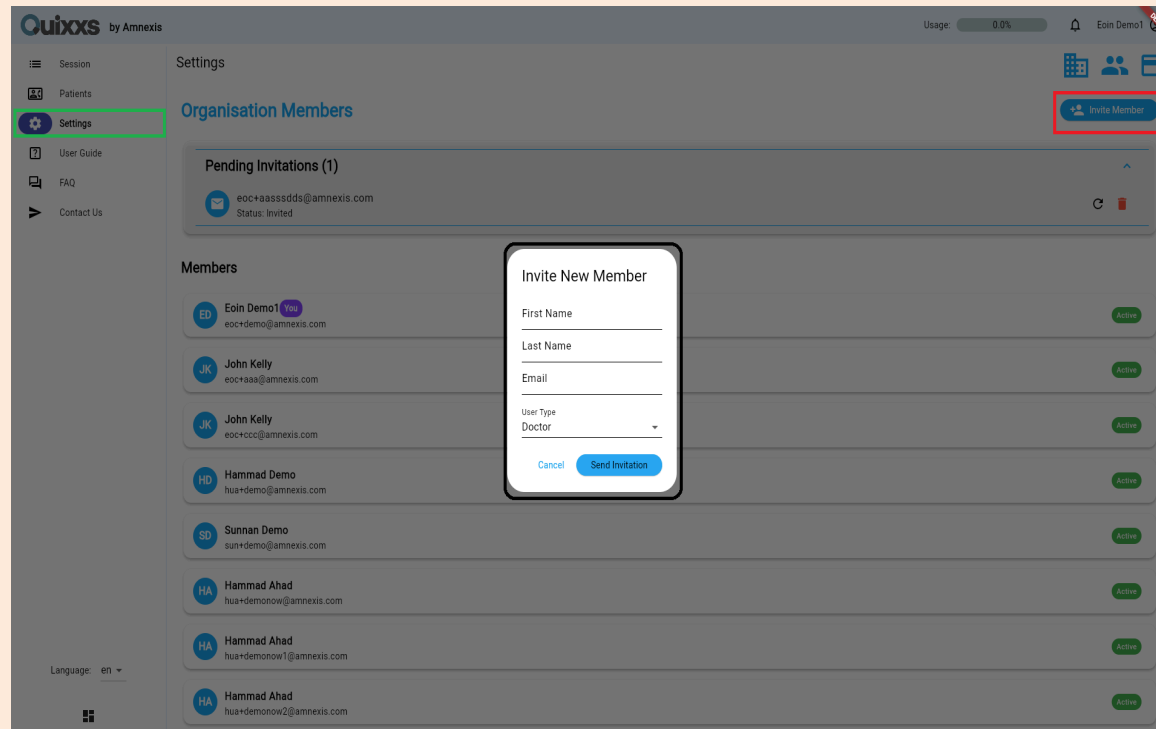 Quixxs by Amnexis
Usage: 0.0% Eoin Demo1
Session
Patients
Settings
User Guide
FAQ
Contact Us
Language: en
Settings
Organisation Members
Invite Member
Pending Invitations (1)
eoc+aasssdds@amnexis.com
Status: Invited
Members
Eoin Demo1 You
eoc+demo@amnexis.com
Active
John Kelly
eoc+aaa@amnexis.com
Active
John Kelly
eoc+ccc@amnexis.com
Active
Hammad Demo
hua+demo@amnexis.com
Active
Sunnan Demo
sun+demo@amnexis.com
Active
Hammad Ahad
hua+demonow@amnexis.com
Active
Hammad Ahad
hua+demonow1@amnexis.com
Active
Hammad Ahad
hua+demonow2@amnexis.com
Active
Invite New Member
First Name
Last Name
Email
User Type
Doctor
Cancel Send Invitation